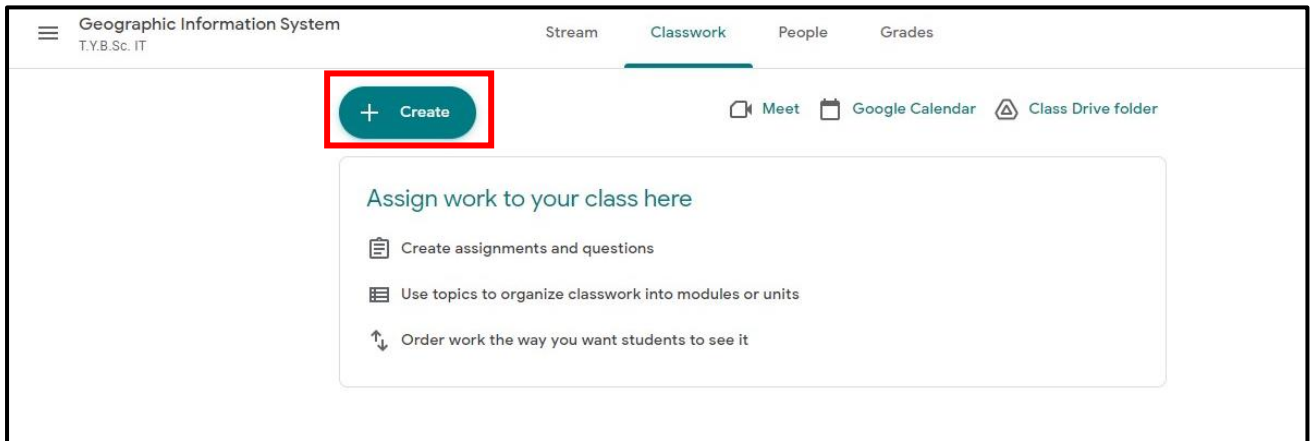 Geographic Information System
T.Y.B.Sc. IT
Stream Classwork People Grades
+ Create
Meet Google Calendar Class Drive folder
Assign work to your class here
Create assignments and questions
Use topics to organize classwork into modules or units
Order work the way you want students to see it